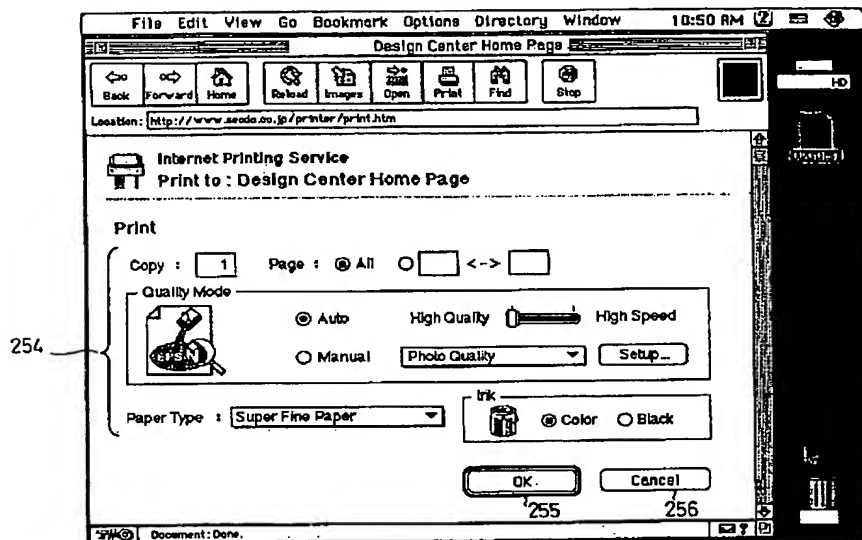 File Edit View Go Bookmark Options Directory Window 10:50 AM
Design Center Home Page
Back Forward Home Reload Images Open Print Find Stop
HD
Location: http://www.secdo.co.jp/printer/print.htm
Internet Printing Service
Print to : Design Center Home Page
Print
Copy : 1 Page : All <->
Quality Mode
Auto High Quality High Speed
254
Manual Photo Quality Setup...
Ink
Paper Type : Super Fine Paper Color Black
OK Cancel
255 256
Document: Done.